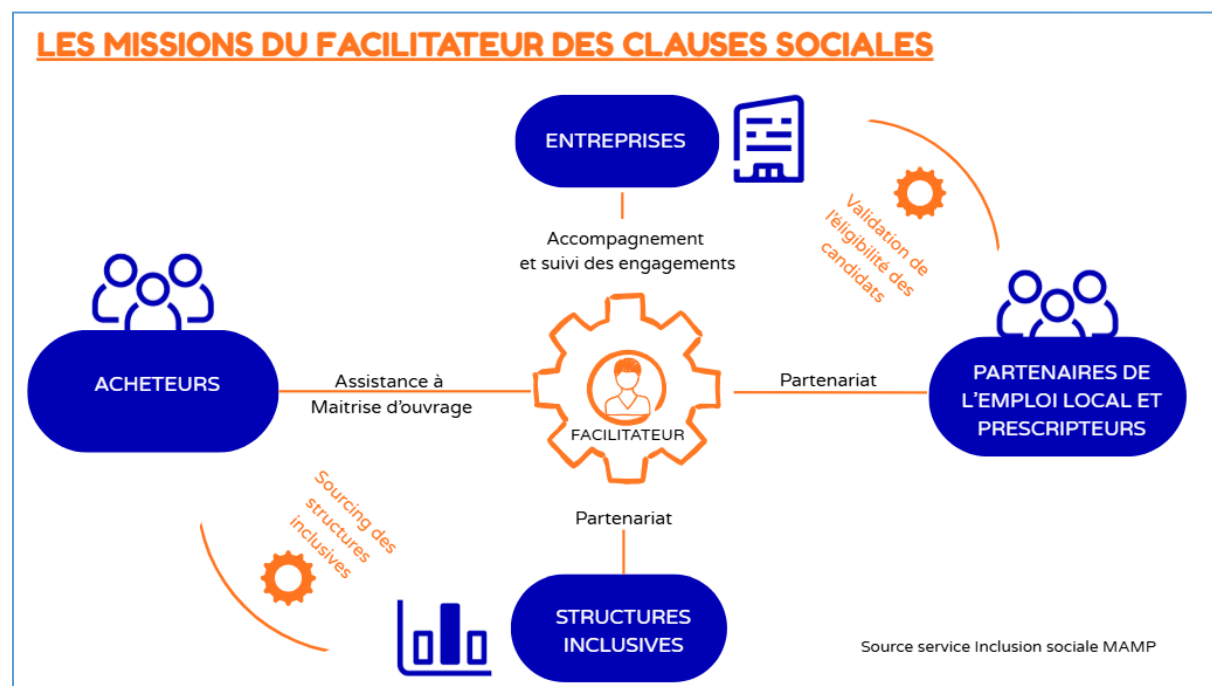 LES MISSIONS DU FACILITATEUR DES CLAUSES SOCIALES
ENTREPRISES
Accompagnement
et suivi des engagements
Validation de
l'éligibilité des
candidats
ACHETEURS
Assistance à
Maitrise d'ouvrage
FACILITATEUR
Partenariat
PARTENAIRES DE
L'EMPLOI LOCAL ET
PRESCRIPTEURS
Sourcing des
structures
inclusives
Partenariat
STRUCTURES
INCLUSIVES
Source service Inclusion sociale MAMP